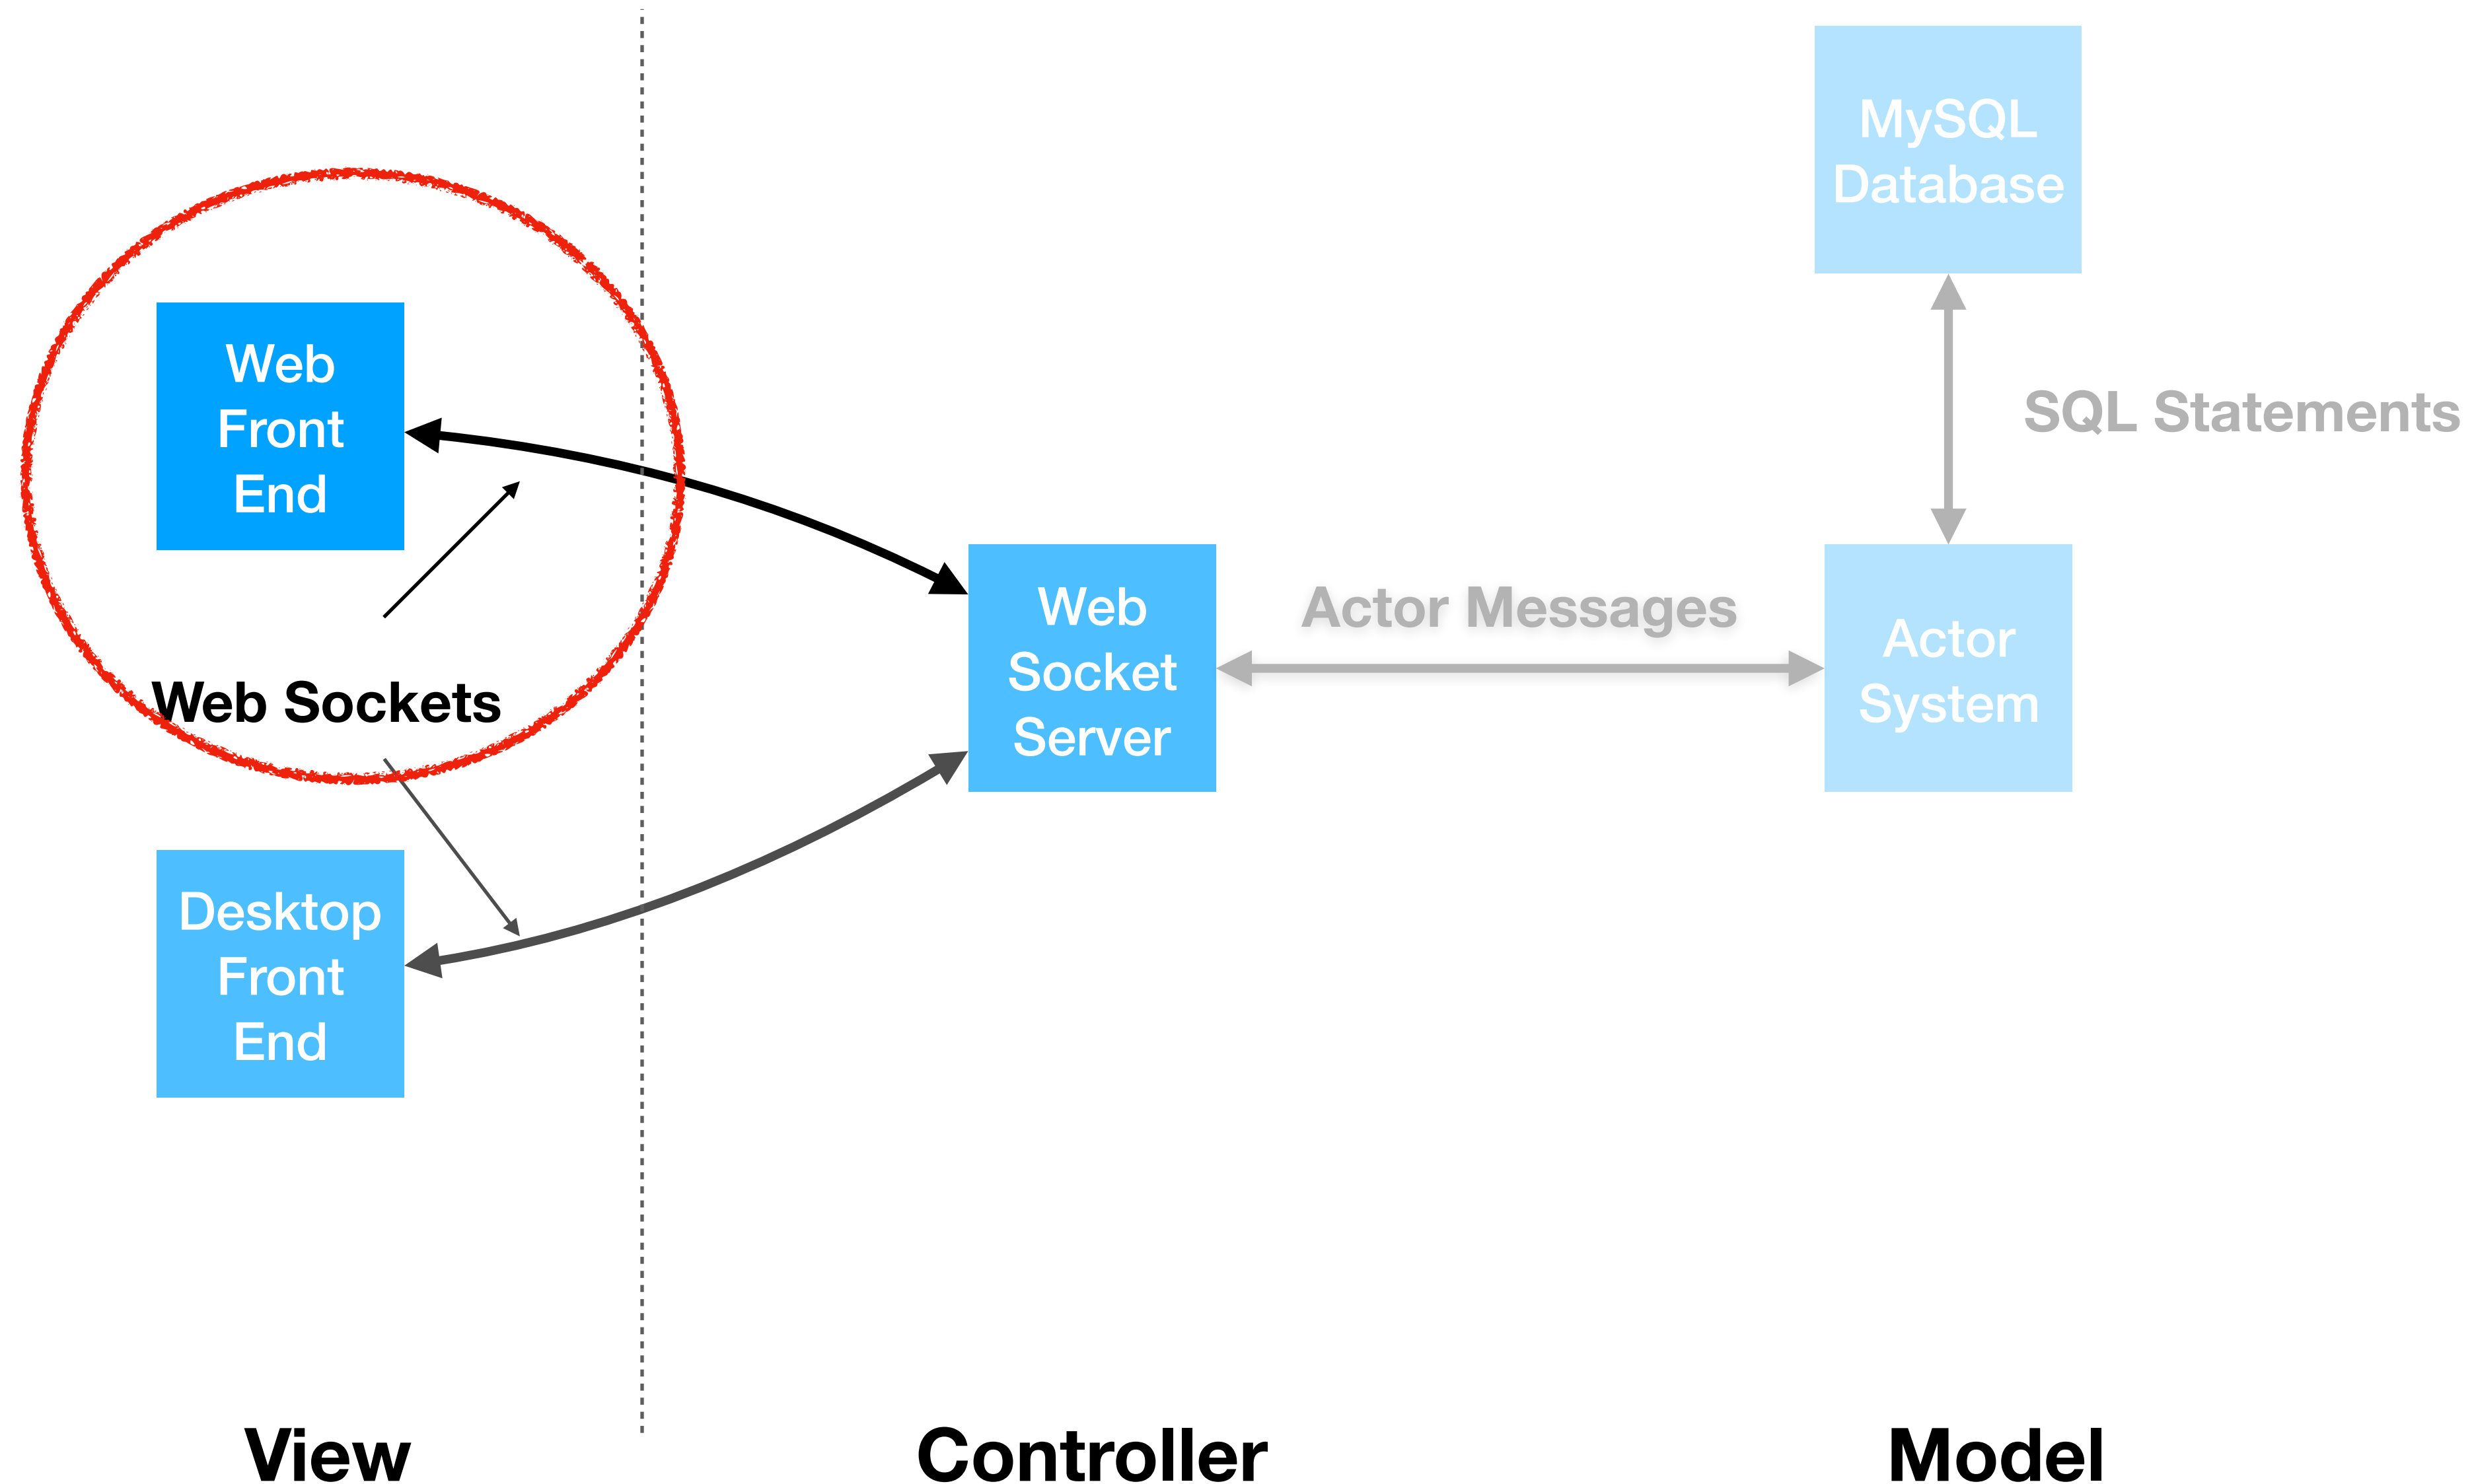 MySQL
Database
Web
Front
End
SQL Statements
Web
Socket
Server
Actor Messages
Actor
System
Web Sockets
Desktop
Front
End
View
Controller
Model